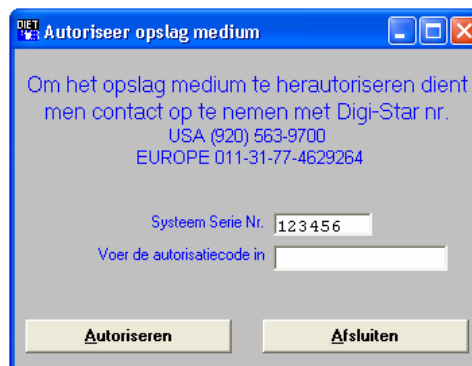 DIET
Autoriseer opslag medium
Om het opslag medium te herautoriseren dient
men contact op te nemen met Digi-Star nr.
USA (920) 563-9700
EUROPE 011-31-77-4629264
Systeem Serie Nr. 123456
Voer de autorisatiecode in
Autoriseren Afsluiten